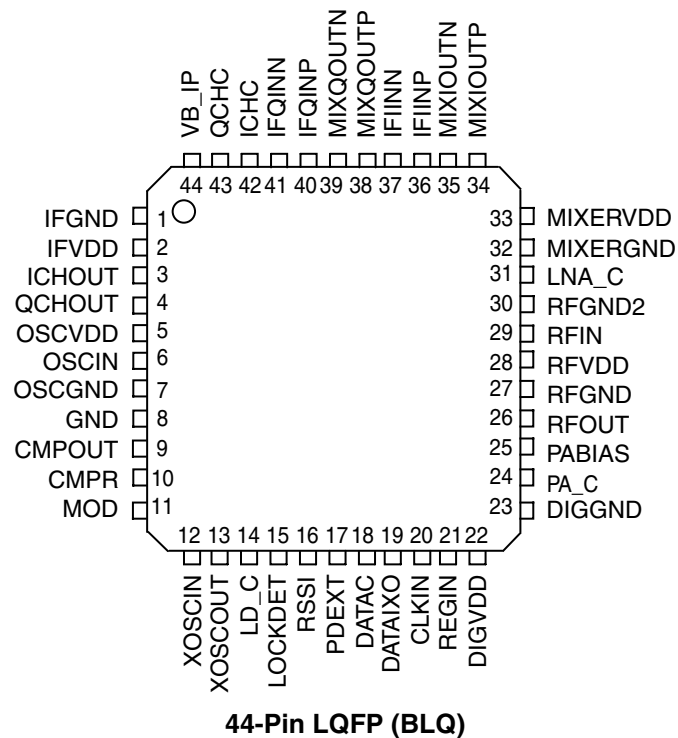 VB_IP
QCHC
ICHC
IFQINN
IFQINP
MIXQOUTN
MIXQOUTP
IFIINN
IFIINP
MIXIOUTN
MIXIOUTP
44 43 42 41 40 39 38 37 36 35 34
IFGND 1 33 MIXERVDD
IFVDD 2 32 MIXERGND
ICHOUT 3 31 LNA_C
QCHOUT 4 30 RFGND2
OSCVDD 5 29 RFIN
OSCIN 6 28 RFVDD
OSCGND 7 27 RFGND
GND 8 26 RFOUT
CMPOUT 9 25 PABIAS
CMPR 10 24 PA_C
MOD 11 23 DIGGND
12 13 14 15 16 17 18 19 20 21 22
XOSCIN
XOSCOUT
LD_C
LOCKDET
RSSI
PDEXT
DATAC
DATAIXO
CLKIN
REGIN
DIGVDD
44-Pin LQFP (BLQ)